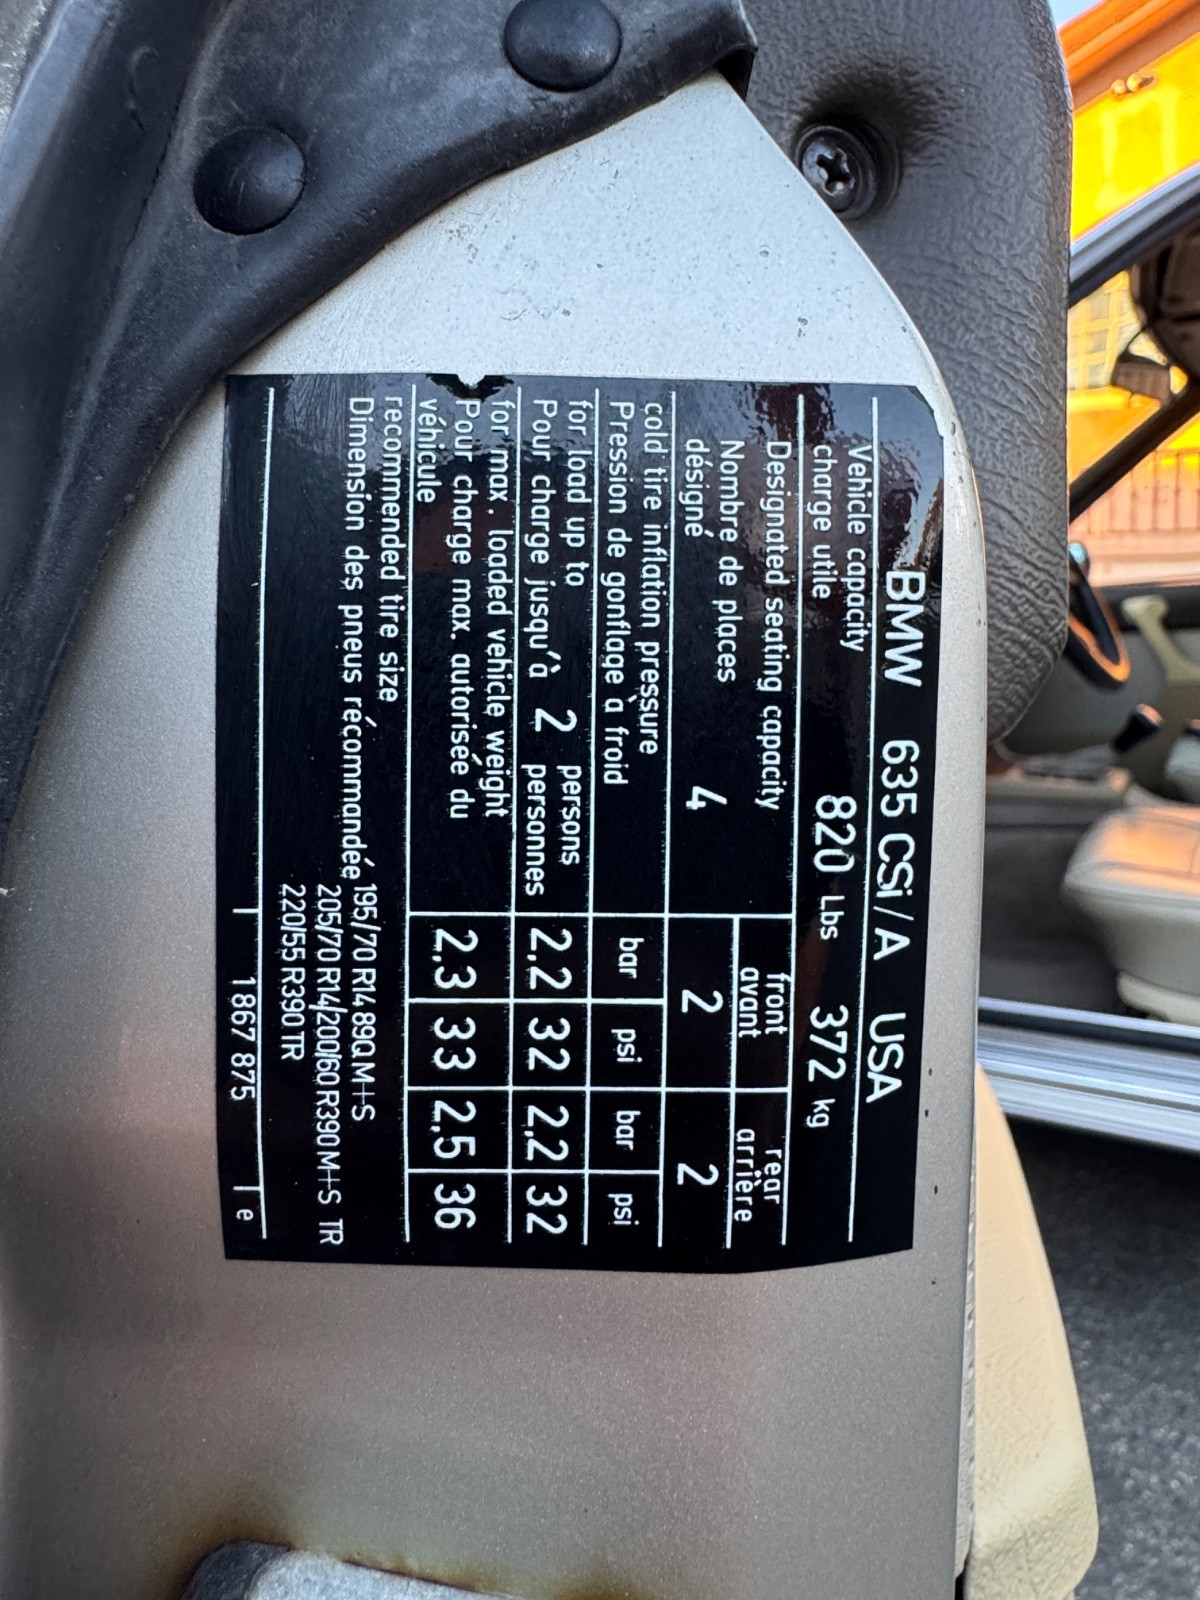 BMW 635 CSi/A USA
Vehicle capacity
charge utile 820 Lbs 372 kg
Designated seating capacity front rear
avant arrière
Nombre de places
désigné 4 2 2
cold tire inflation pressure
Pression de gonflage à froid bar psi bar psi
for load up to 2 persons
Pour charge jusqu'à personnes 2,2 32 2,2 32
for max. loaded vehicle weight
Pour charge max. autorisée du
véhicule 2,3 33 2,5 36
recommended tire size
Dimension des pneus récommandée 195/70 R14 89Q M+S
205/70 R14/200/60 R390 M+S TR
220/55 R390 TR
1 867 875 e